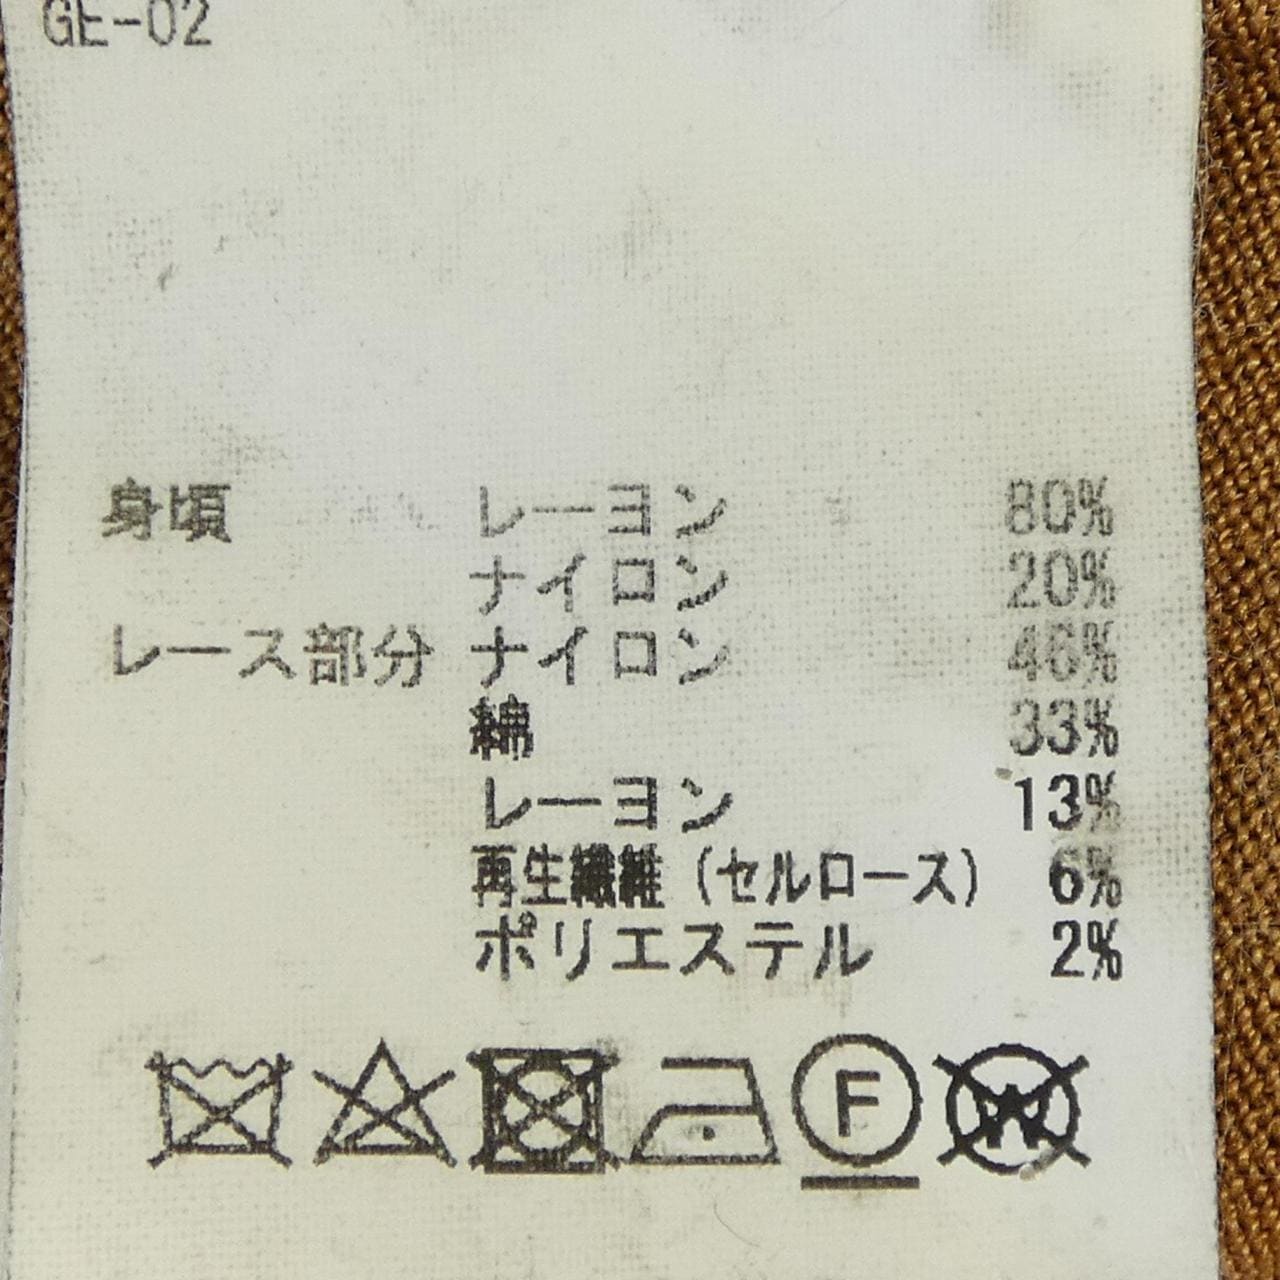 GE-02
身頃 レーヨン 80%
ナイロン 20%
レース部分 ナイロン 46%
綿 33%
レーヨン 13%
再生繊維(セルロース) 6%
ポリエステル 2%
F W